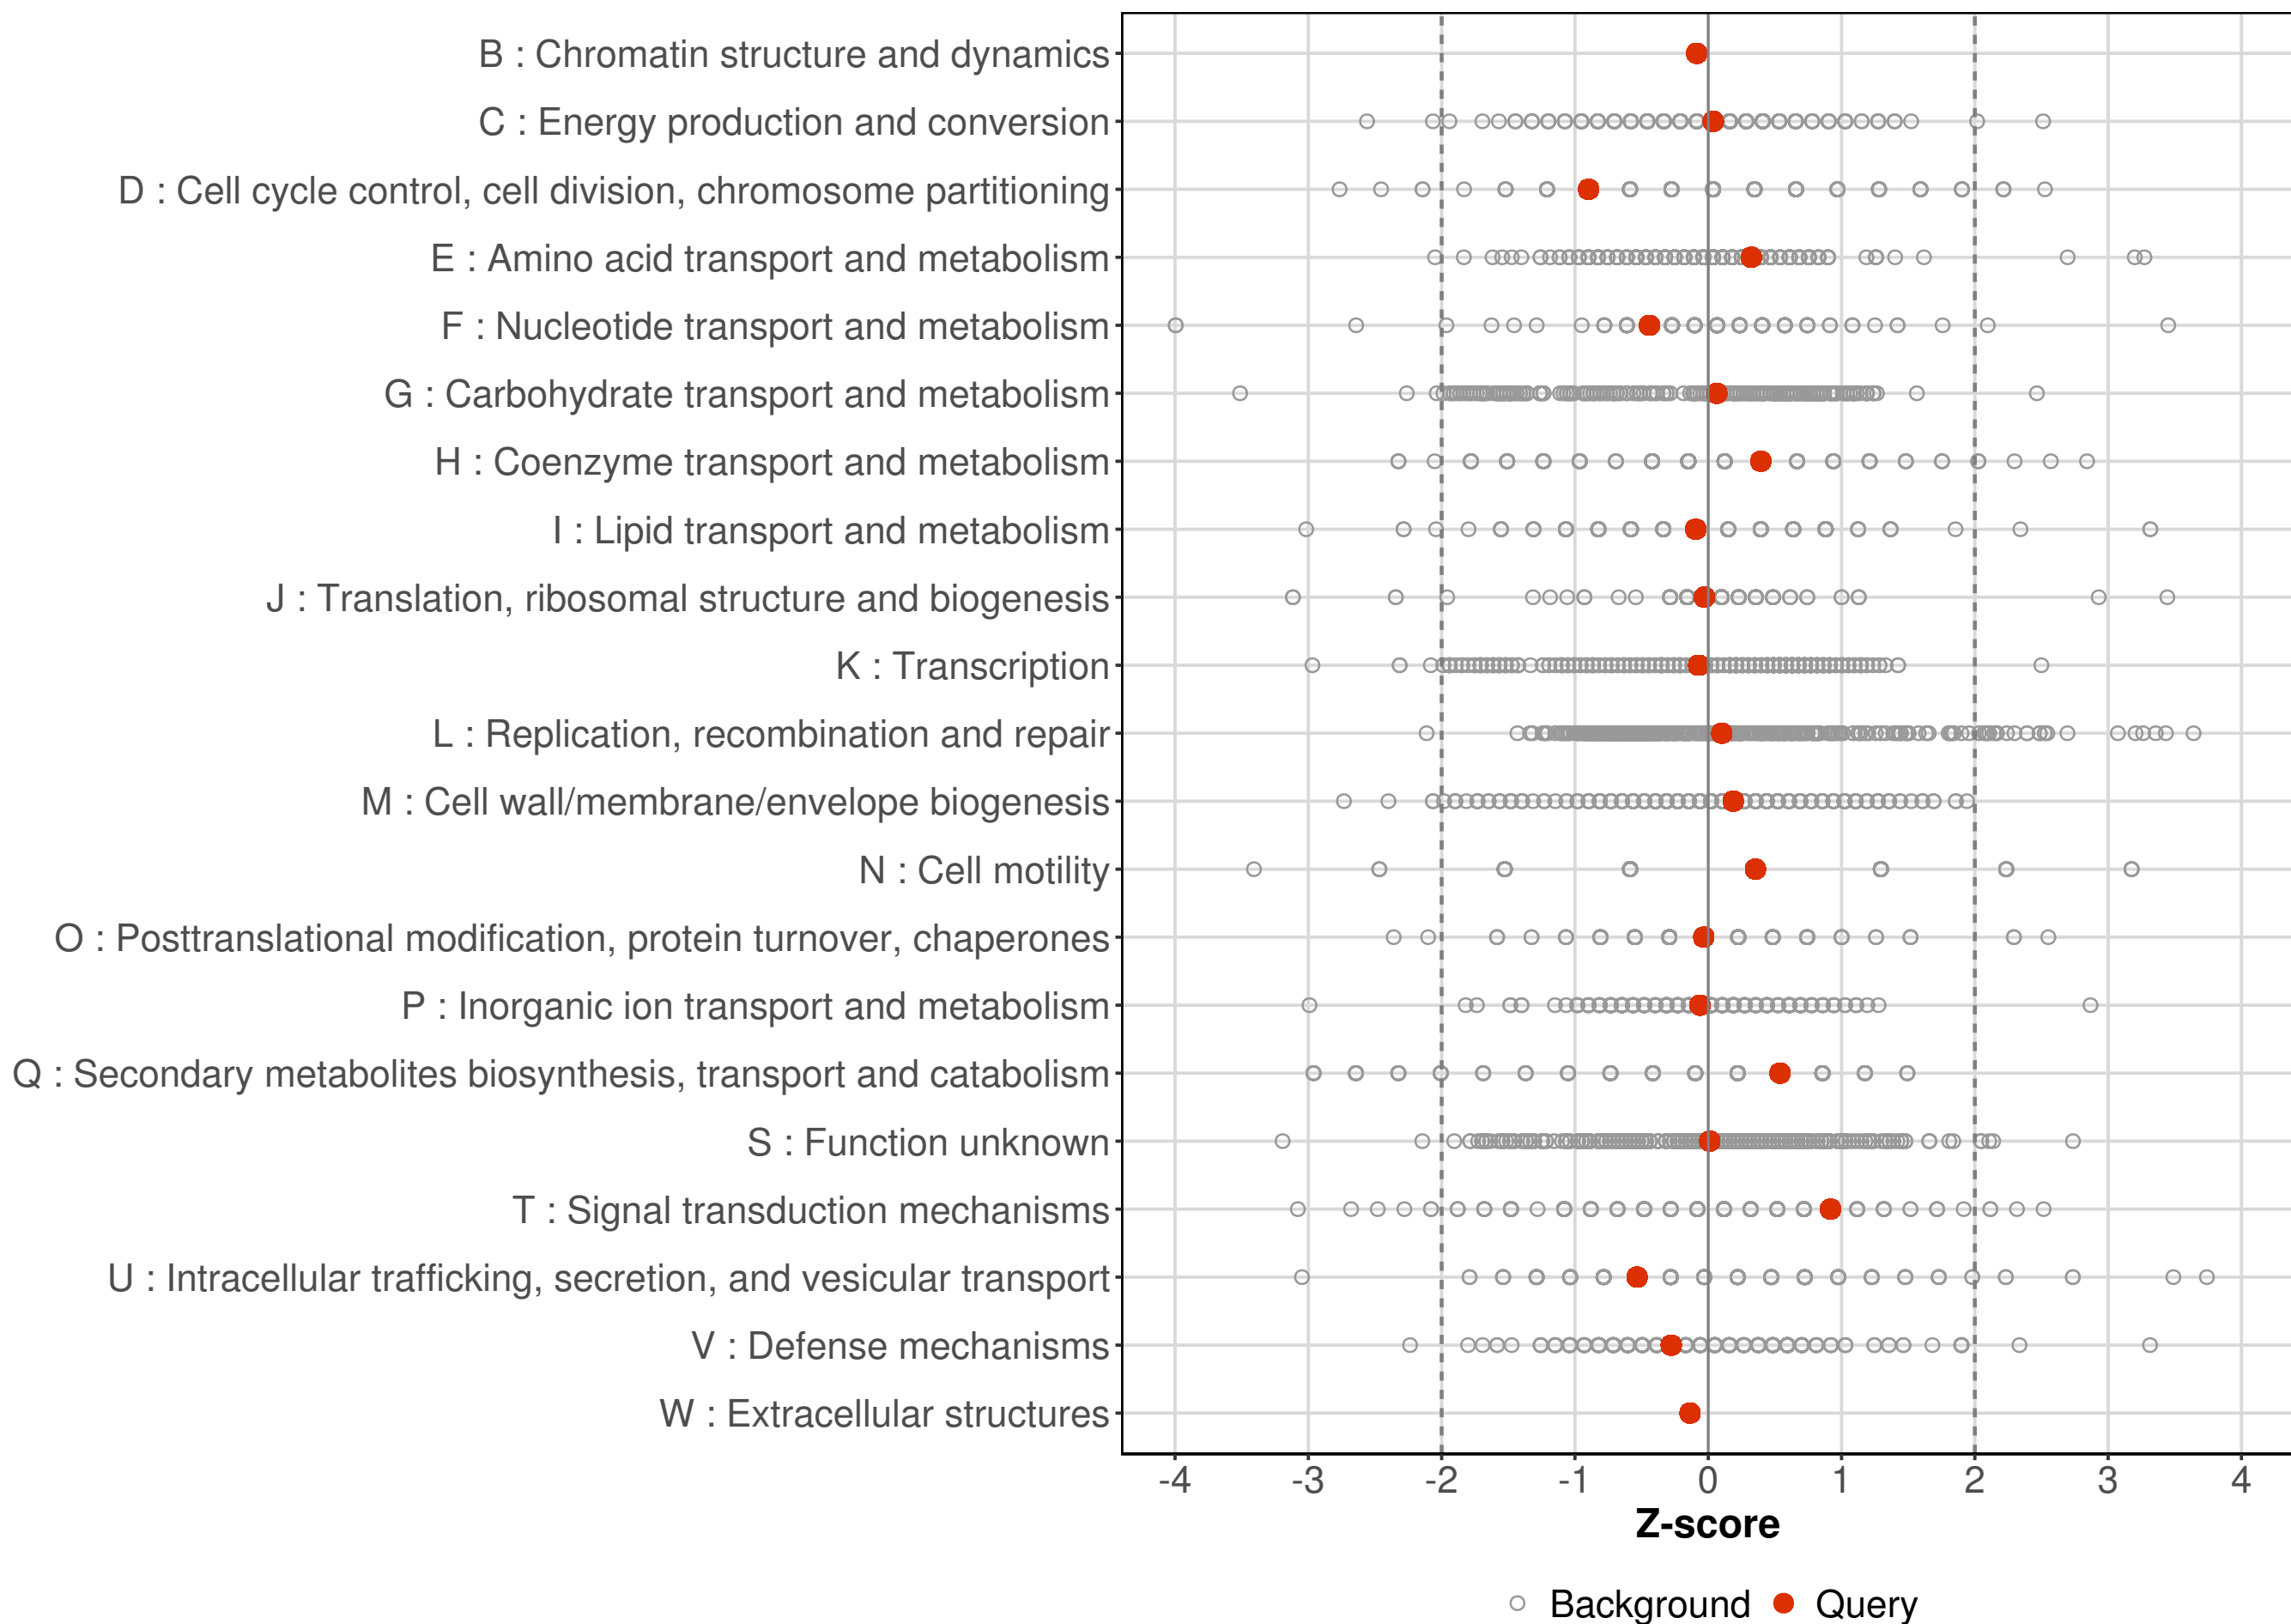 B : Chromatin structure and dynamics
C : Energy production and conversion
D : Cell cycle control, cell division, chromosome partitioning
E : Amino acid transport and metabolism
F : Nucleotide transport and metabolism
G : Carbohydrate transport and metabolism
H : Coenzyme transport and metabolism
I : Lipid transport and metabolism
J : Translation, ribosomal structure and biogenesis
K : Transcription
L : Replication, recombination and repair
M : Cell wall/membrane/envelope biogenesis
N : Cell motility
O : Posttranslational modification, protein turnover, chaperones
P : Inorganic ion transport and metabolism
Q : Secondary metabolites biosynthesis, transport and catabolism
S : Function unknown
T : Signal transduction mechanisms
U : Intracellular trafficking, secretion, and vesicular transport
V : Defense mechanisms
W : Extracellular structures
-4 -3 -2 -1 0 1 2 3 4
Z-score
Background Query